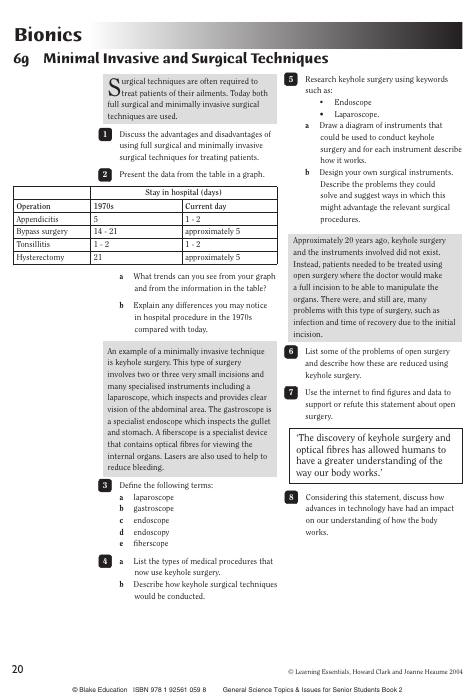 Bionics
6g Minimal Invasive and Surgical Techniques
Surgical techniques are often required to
treat patients of their ailments. Today both
full surgical and minimally invasive surgical
techniques are used.
1 Discuss the advantages and disadvantages of
using full surgical and minimally invasive
surgical techniques for treating patients.
2 Present the data from the table in a graph.
Stay in hospital (days)
Operation 1970s Current day
Appendicitis 5 1 - 2
Bypass surgery 14 - 21 approximately 5
Tonsillitis 1 - 2 1 - 2
Hysterectomy 21 approximately 5
a What trends can you see from your graph
and from the information in the table?
b Explain any differences you may notice
in hospital procedure in the 1970s
compared with today.
An example of a minimally invasive technique
is keyhole surgery. This type of surgery
involves two or three very small incisions and
many specialised instruments including a
laparoscope, which inspects and provides clear
vision of the abdominal area. The gastroscope is
a specialist endoscope which inspects the gullet
and stomach. A fiberscope is a specialist device
that contains optical fibres for viewing the
internal organs. Lasers are also used to help to
reduce bleeding.
3 Define the following terms:
a laparoscope
b gastroscope
c endoscope
d endoscopy
e fiberscope
4 a List the types of medical procedures that
now use keyhole surgery.
b Describe how keyhole surgical techniques
would be conducted.
5 Research keyhole surgery using keywords
such as:
• Endoscope
• Laparoscope.
a Draw a diagram of instruments that
could be used to conduct keyhole
surgery and for each instrument describe
how it works.
b Design your own surgical instruments.
Describe the problems they could
solve and suggest ways in which this
might advantage the relevant surgical
procedures.
Approximately 20 years ago, keyhole surgery
and the instruments involved did not exist.
Instead, patients needed to be treated using
open surgery where the doctor would make
a full incision to be able to manipulate the
organs. There were, and still are, many
problems with this type of surgery, such as
infection and time of recovery due to the initial
incision.
6 List some of the problems of open surgery
and describe how these are reduced using
keyhole surgery.
7 Use the internet to find figures and data to
support or refute this statement about open
surgery.
'The discovery of keyhole surgery and
optical fibres has allowed humans to
have a greater understanding of the
way our body works.'
8 Considering this statement, discuss how
advances in technology have had an impact
on our understanding of how the body
works.
20
© Learning Essentials, Howard Clark and Joanne Heaume 2004
© Blake Education ISBN 978 1 92561 059 8 General Science Topics & Issues for Senior Students Book 2